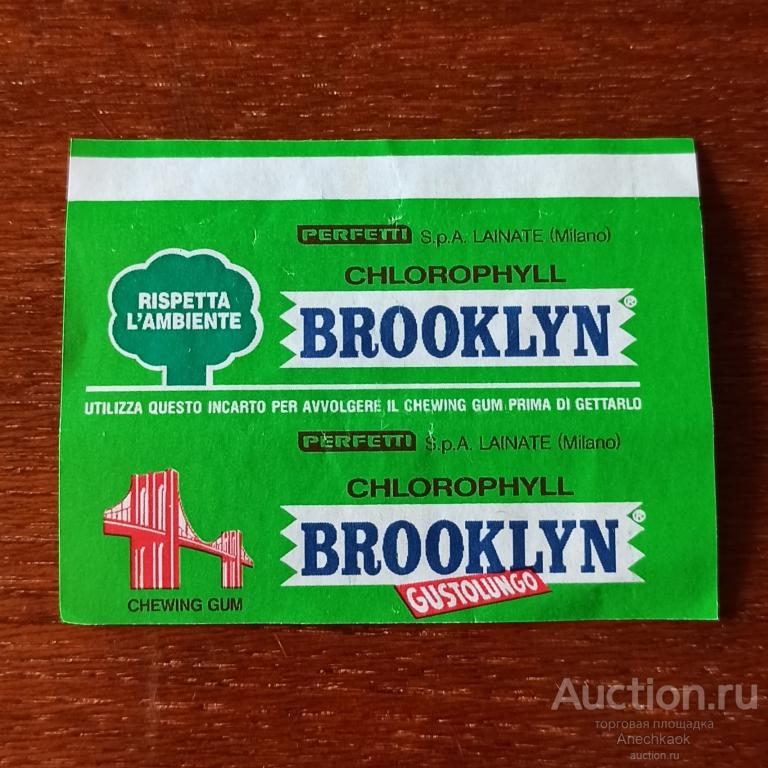 PERFETTI S.p.A. LAINATE (Milano)
CHLOROPHYLL
RISPETTA
L'AMBIENTE
BROOKLYN®
UTILIZZA QUESTO INCARTO PER AVVOLGERE IL CHEWING GUM PRIMA DI GETTARLO
PERFETTI S.p.A. LAINATE (Milano)
CHLOROPHYLL
BROOKLYN®
GUSTOLUNGO
CHEWING GUM
Auction.ru
торговая площадка
Anechkaok
auction.ru